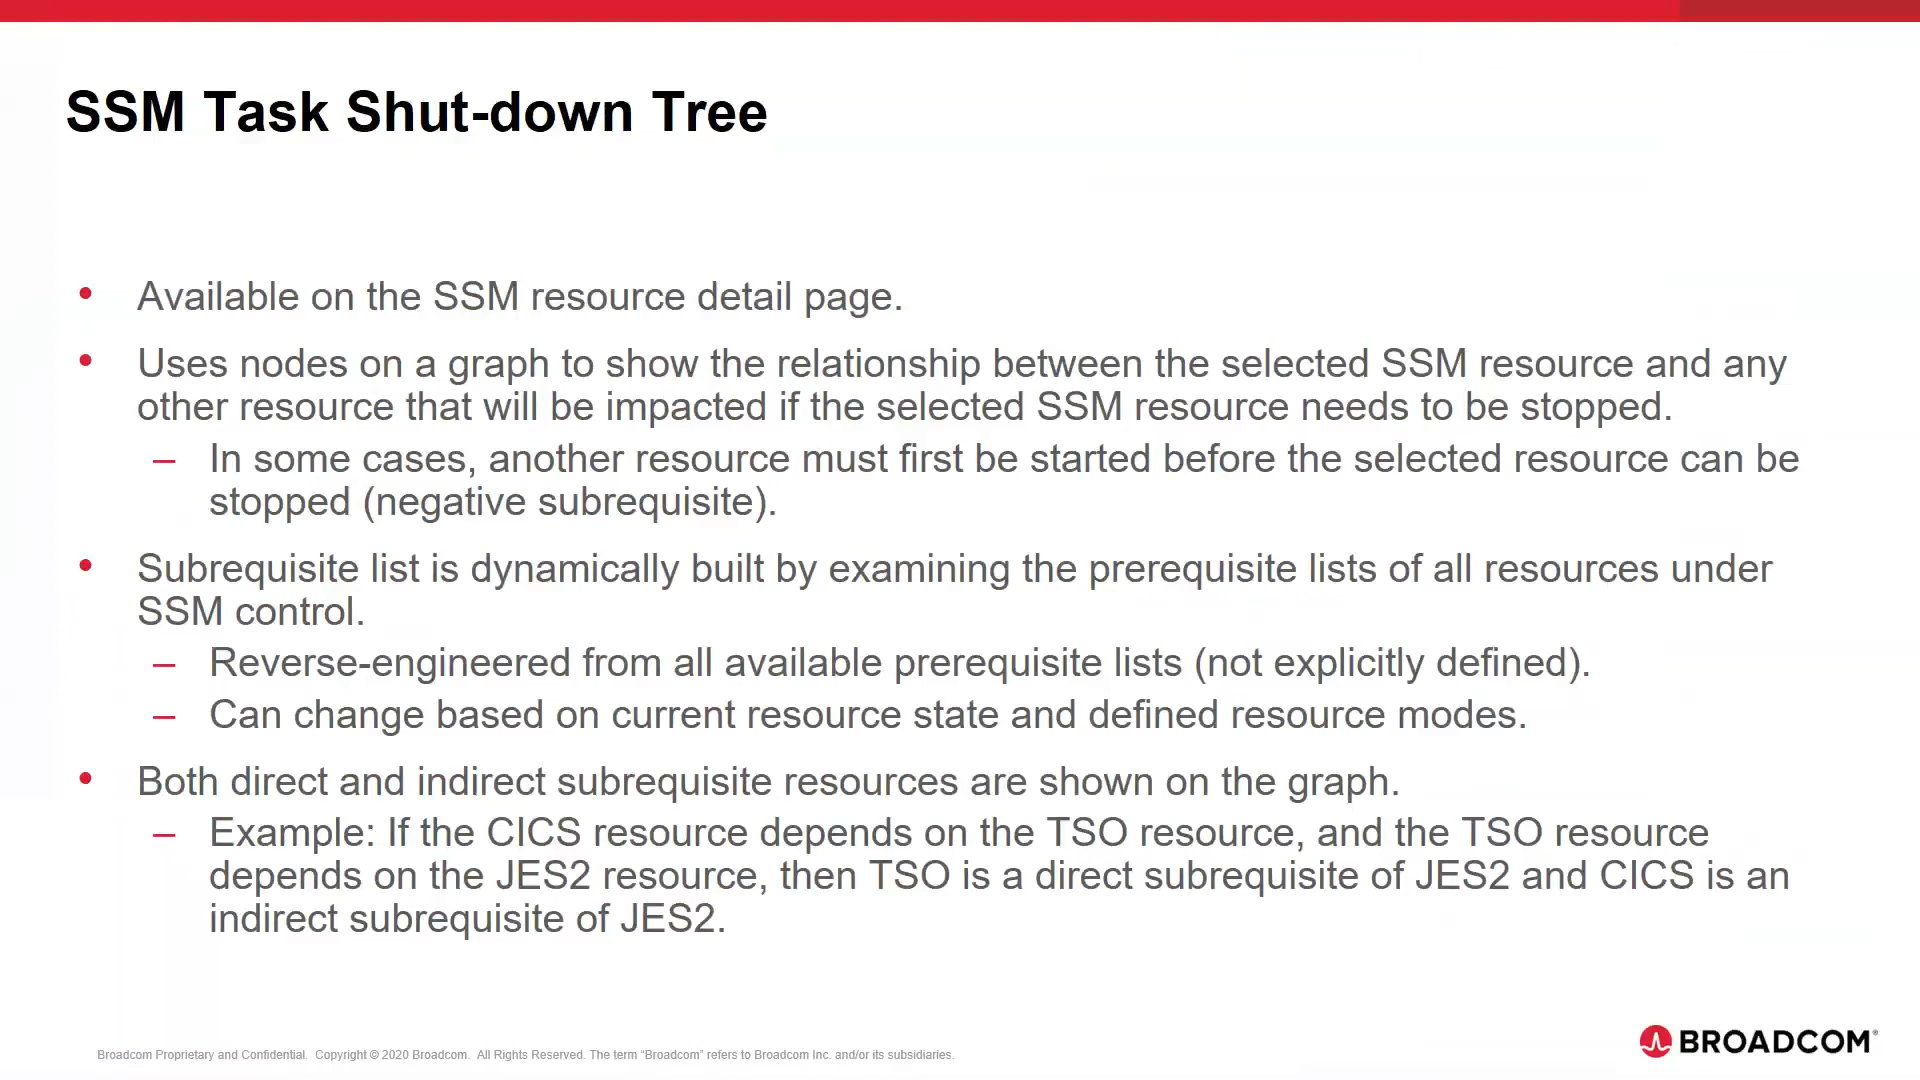 SSM Task Shut-down Tree
• Available on the SSM resource detail page.
• Uses nodes on a graph to show the relationship between the selected SSM resource and any
other resource that will be impacted if the selected SSM resource needs to be stopped.
– In some cases, another resource must first be started before the selected resource can be
stopped (negative subrequisite).
• Subrequisite list is dynamically built by examining the prerequisite lists of all resources under
SSM control.
– Reverse-engineered from all available prerequisite lists (not explicitly defined).
– Can change based on current resource state and defined resource modes.
• Both direct and indirect subrequisite resources are shown on the graph.
– Example: If the CICS resource depends on the TSO resource, and the TSO resource
depends on the JES2 resource, then TSO is a direct subrequisite of JES2 and CICS is an
indirect subrequisite of JES2.
Broadcom Proprietary and Confidential. Copyright © 2020 Broadcom. All Rights Reserved. The term “Broadcom” refers to Broadcom Inc. and/or its subsidiaries.
BROADCOM®